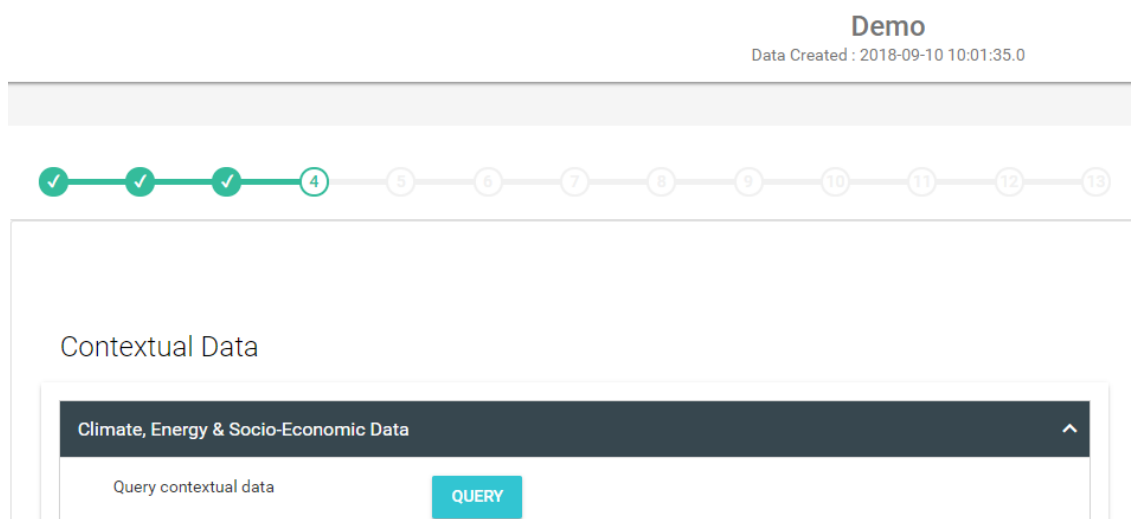 Demo
Data Created : 2018-09-10 10:01:35.0
4 5 6 7 8 9 10 11 12 13
Contextual Data
Climate, Energy & Socio-Economic Data
Query contextual data QUERY